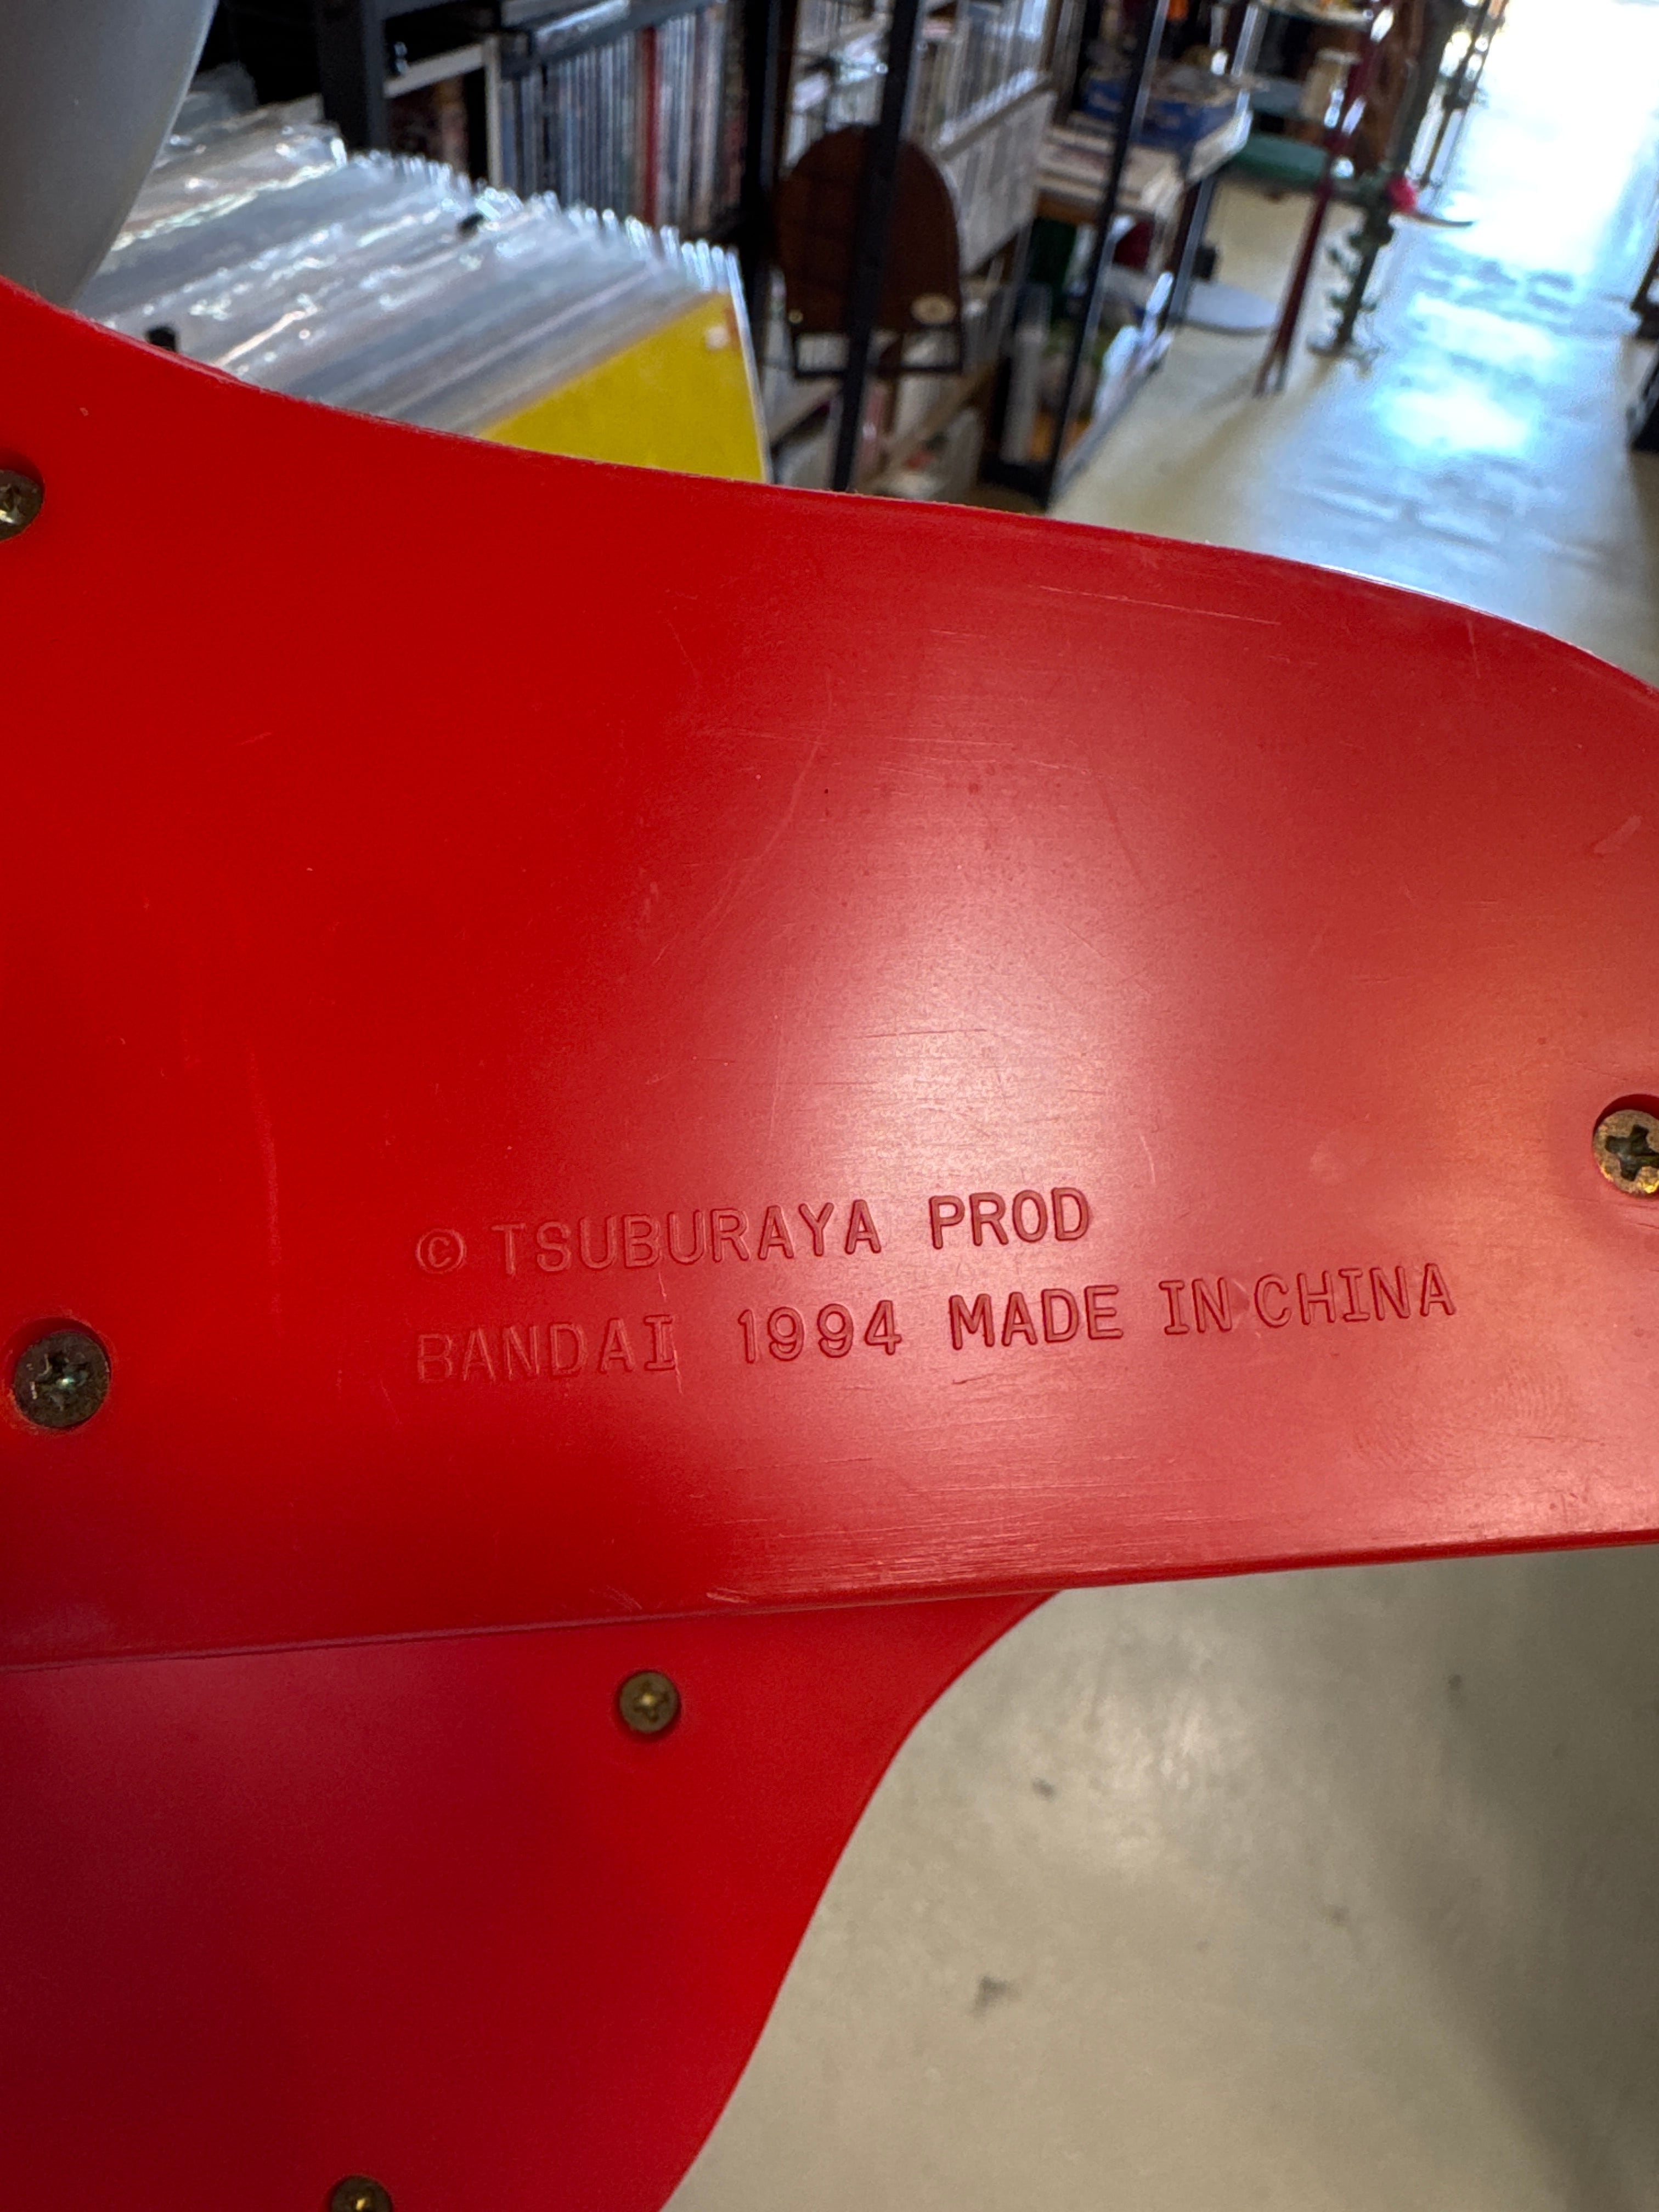 © TSUBURAYA PROD
BANDAI 1994 MADE IN CHINA